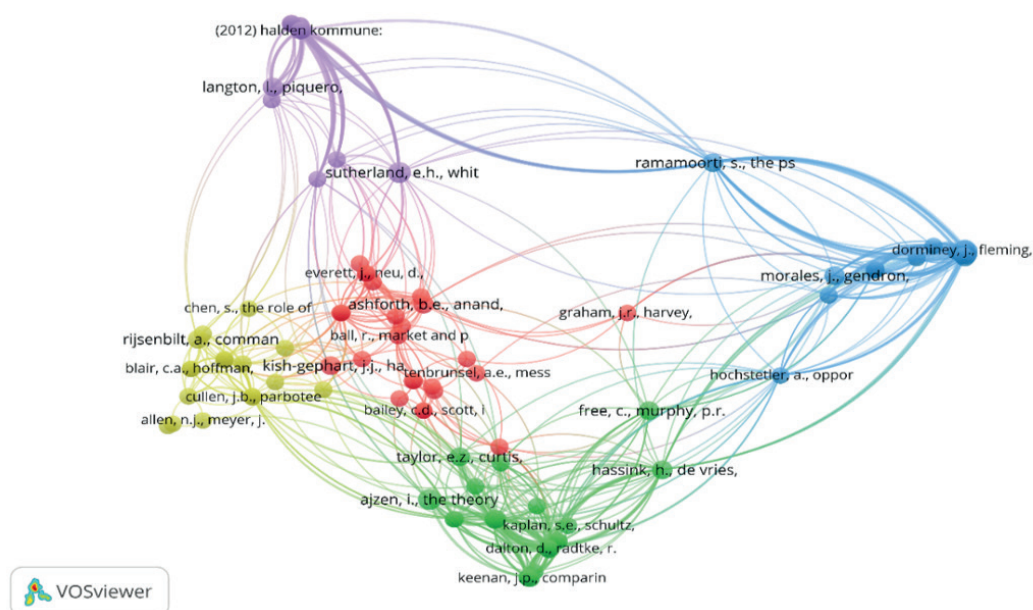 (2012) halden kommune:
langton, l., piquero,
ramamoorti, s., the ps
sutherland, e.h., whit
dorminey, j., fleming,
everett, j., neu, d.,
morales, j., gendron,
chen, s., the role of
ashforth, b.e., anand,
graham, j.r., harvey,
rijsenbilt, a., comman
ball, r., market and p
blair, c.a., hoffman,
kish-gephart, j.j., ha
tenbrunsel, a.e., mess
hochstetler, a., oppor
cullen, j.b., parbotee
bailey, c.d., scott, i
free, c., murphy, p.r.
allen, n.j., meyer, j.
taylor, e.z., curtis,
hassink, h., de vries,
ajzen, i., the theory
kaplan, s.e., schultz,
dalton, d., radtke, r.
keenan, j.p., comparin
VOSviewer